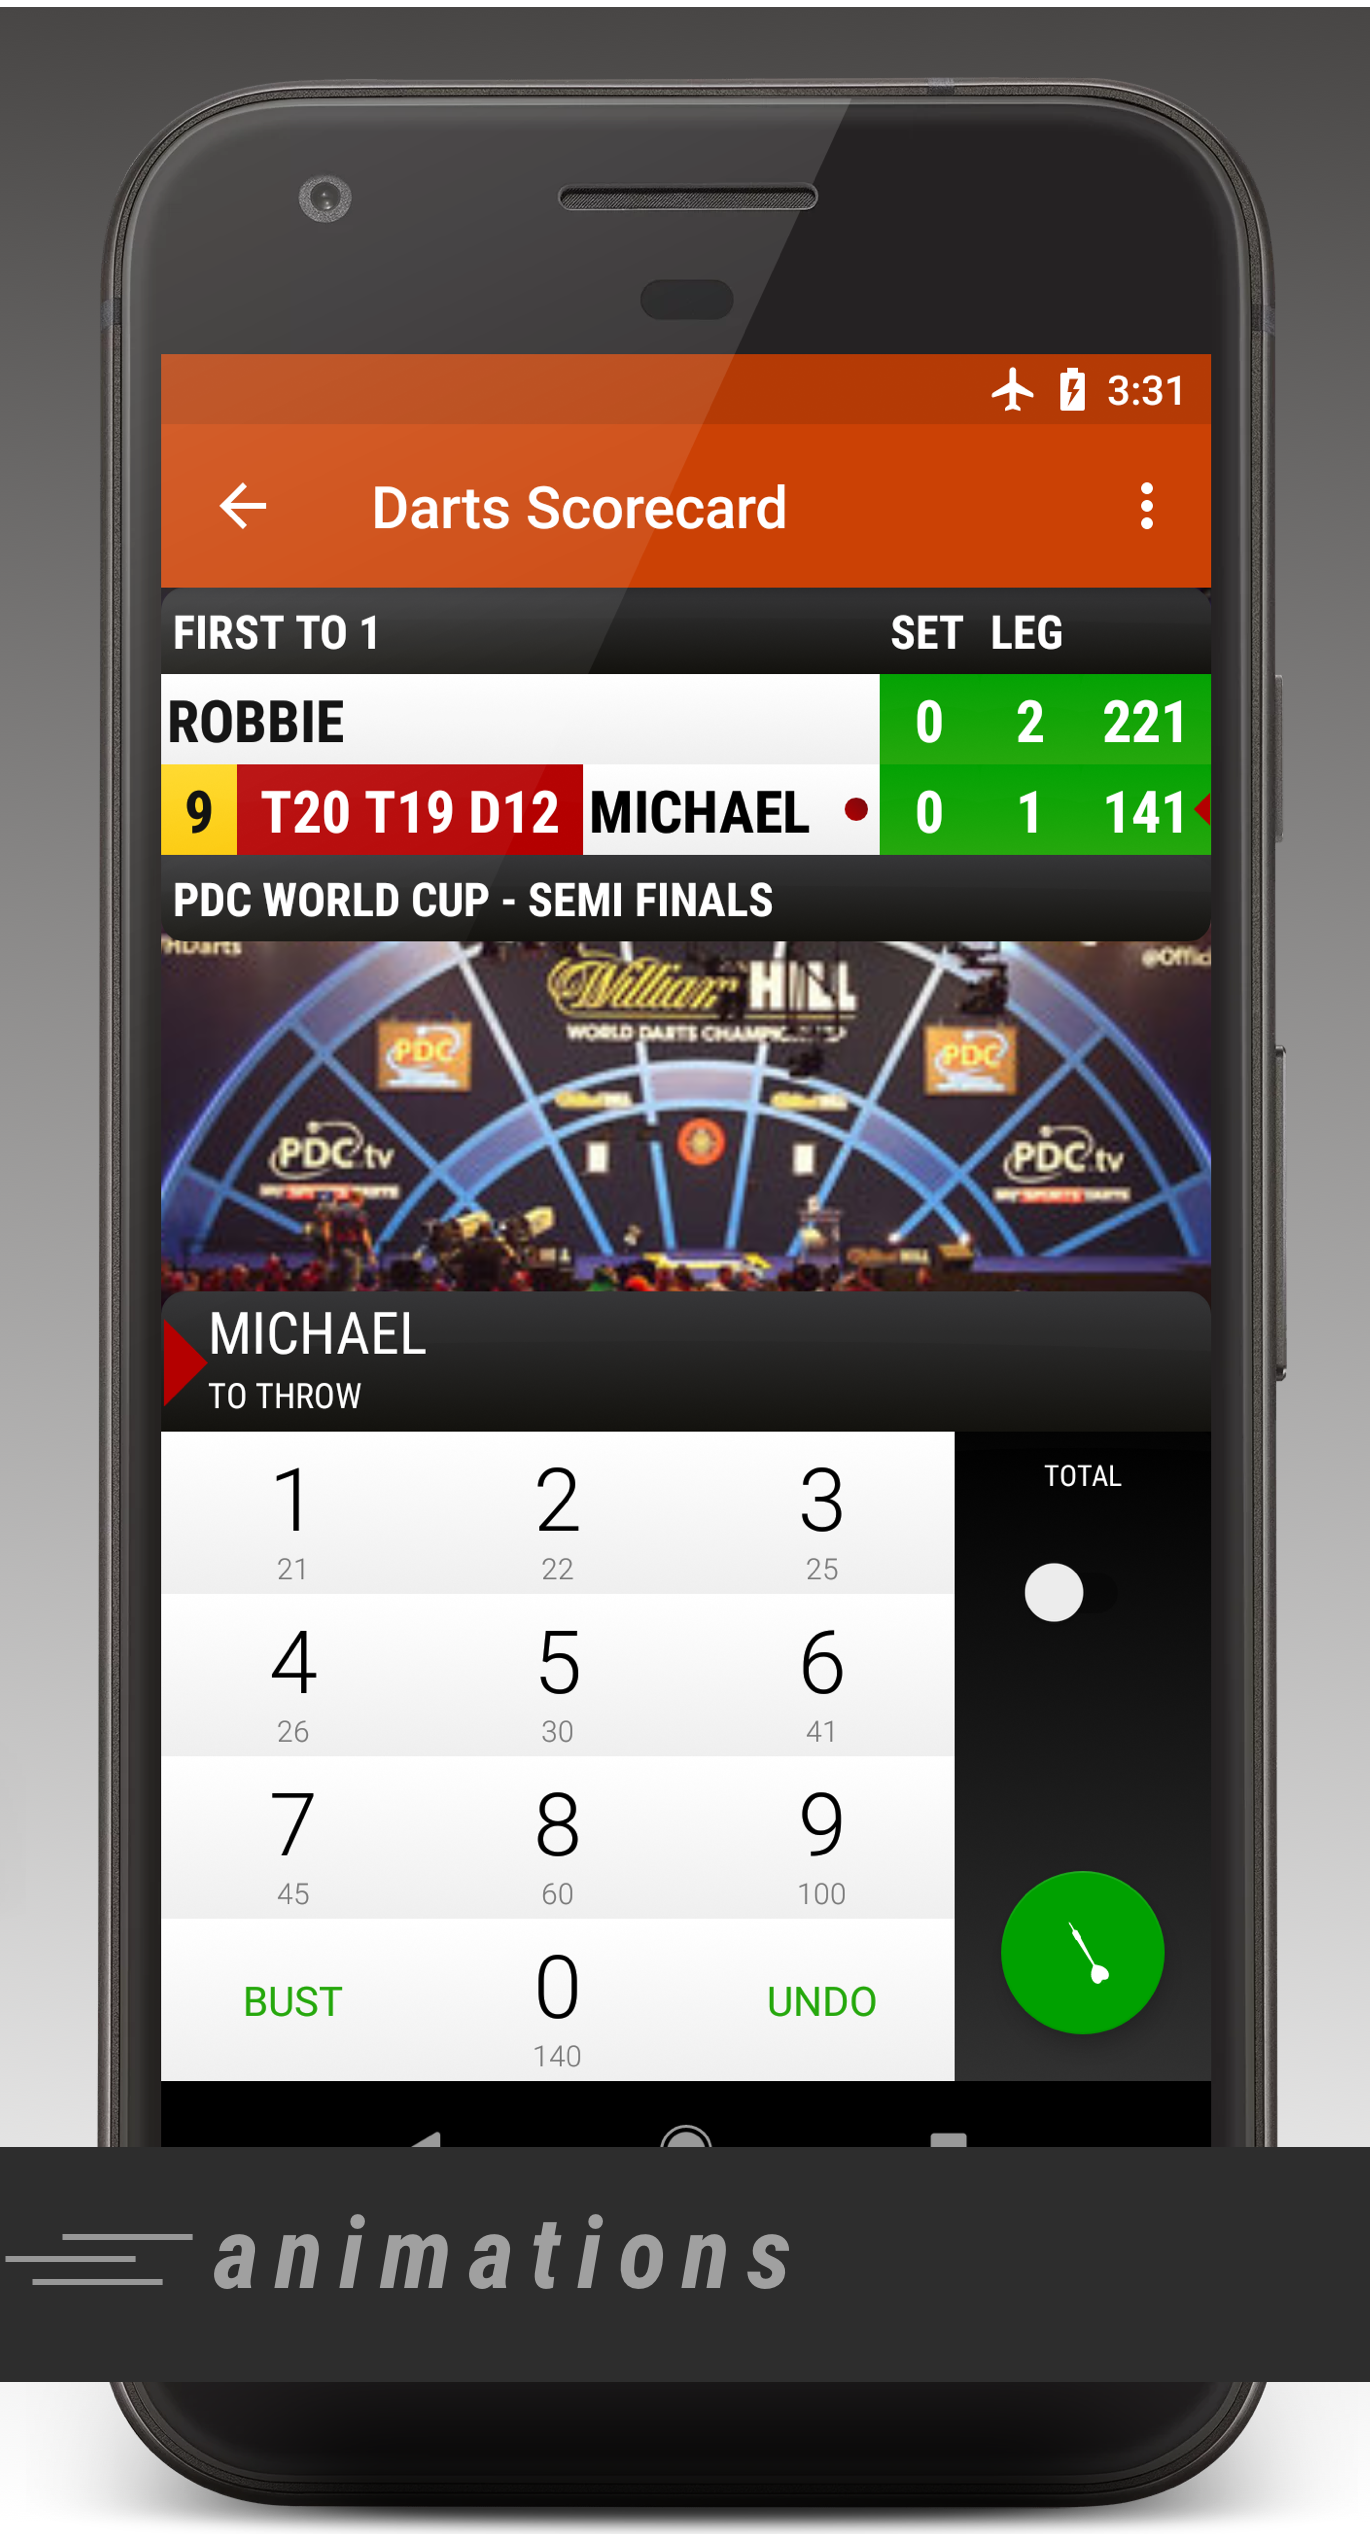 3:31
Darts Scorecard
FIRST TO 1 SET LEG
ROBBIE 0 2 221
9 T20 T19 D12 MICHAEL 0 1 141
PDC WORLD CUP - SEMI FINALS
HDarts @Offic
William HILL
WORLD DARTS
PDC PDC
PDC.tv PDC.tv
MICHAEL
TO THROW
TOTAL
1 2 3
21 22 25
4 5 6
26 30 41
7 8 9
45 60 100
BUST 0 UNDO
140
animations